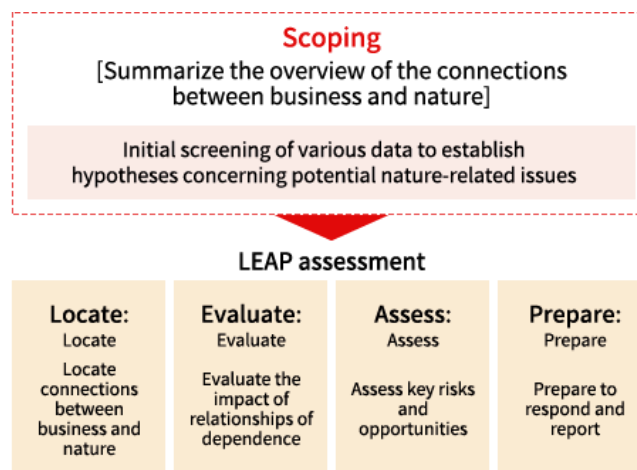 Scoping
[Summarize the overview of the connections
between business and nature]
Initial screening of various data to establish
hypotheses concerning potential nature-related issues
LEAP assessment
Locate:
Locate
Locate
connections
between
business and
nature
Evaluate:
Evaluate
Evaluate the
impact of
relationships of
dependence
Assess:
Assess
Assess key risks
and
opportunities
Prepare:
Prepare
Prepare to
respond and
report